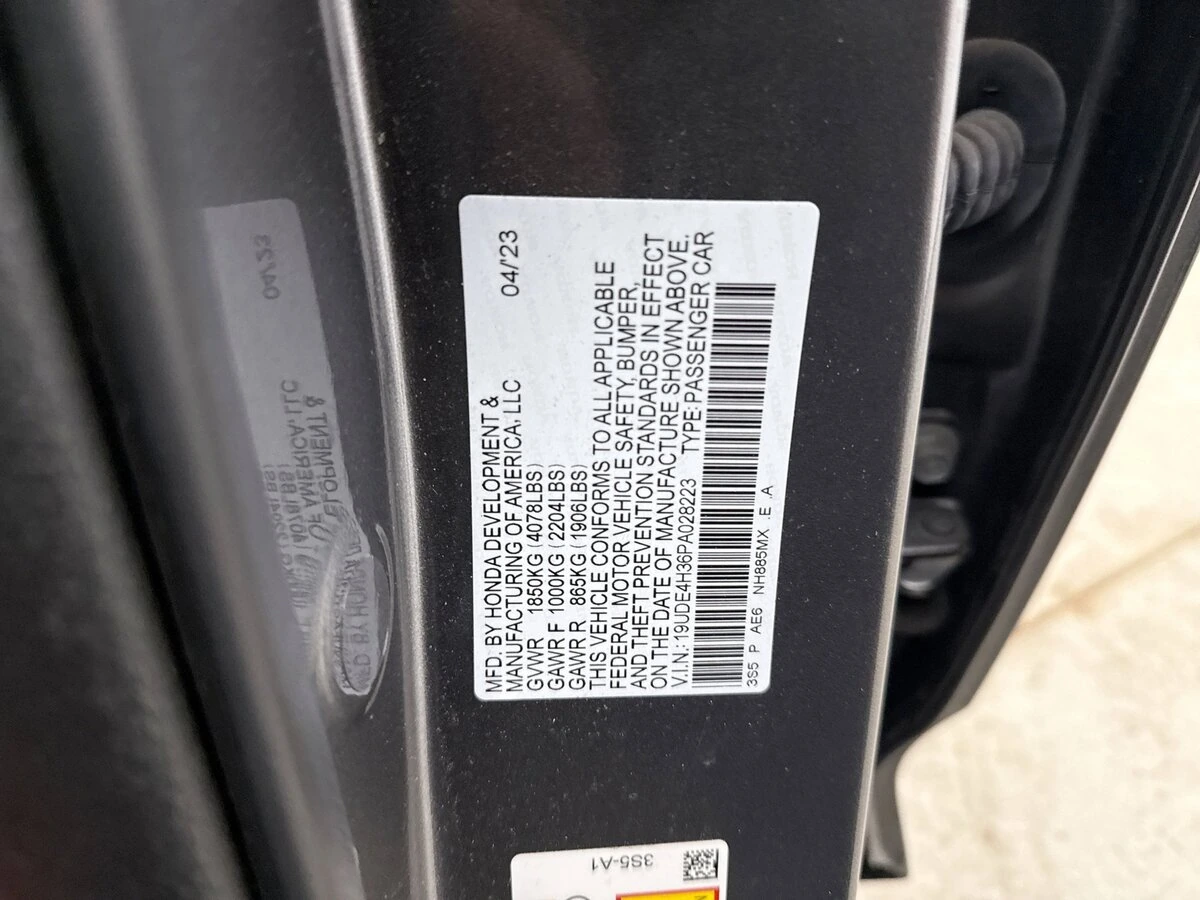 MFD. BY HONDA DEVELOPMENT &
MANUFACTURING OF AMERICA, LLC 04/'23
GVWR 1850KG (4078LBS)
GAWR F 1000KG (2204LBS)
GAWR R 865KG (1906LBS)
THIS VEHICLE CONFORMS TO ALL APPLICABLE
FEDERAL MOTOR VEHICLE SAFETY, BUMPER,
AND THEFT PREVENTION STANDARDS IN EFFECT
ON THE DATE OF MANUFACTURE SHOWN ABOVE.
V.I.N.: 19UDE4H36PA028223 TYPE: PASSENGER CAR
3S5 P AE6 NH885MX .E .A
3S5-A1